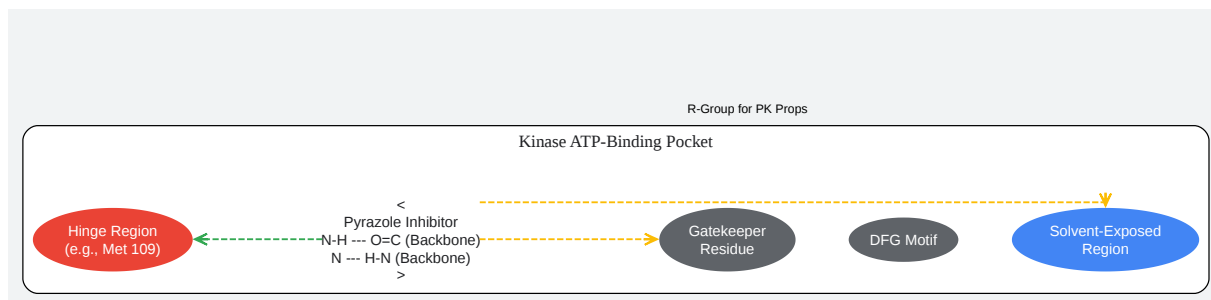 R-Group for PK Props
Kinase ATP-Binding Pocket
Hinge Region
(e.g., Met 109)
<
Pyrazole Inhibitor
N-H --- O=C (Backbone)
N --- H-N (Backbone)
>
Gatekeeper
Residue
DFG Motif
Solvent-Exposed
Region